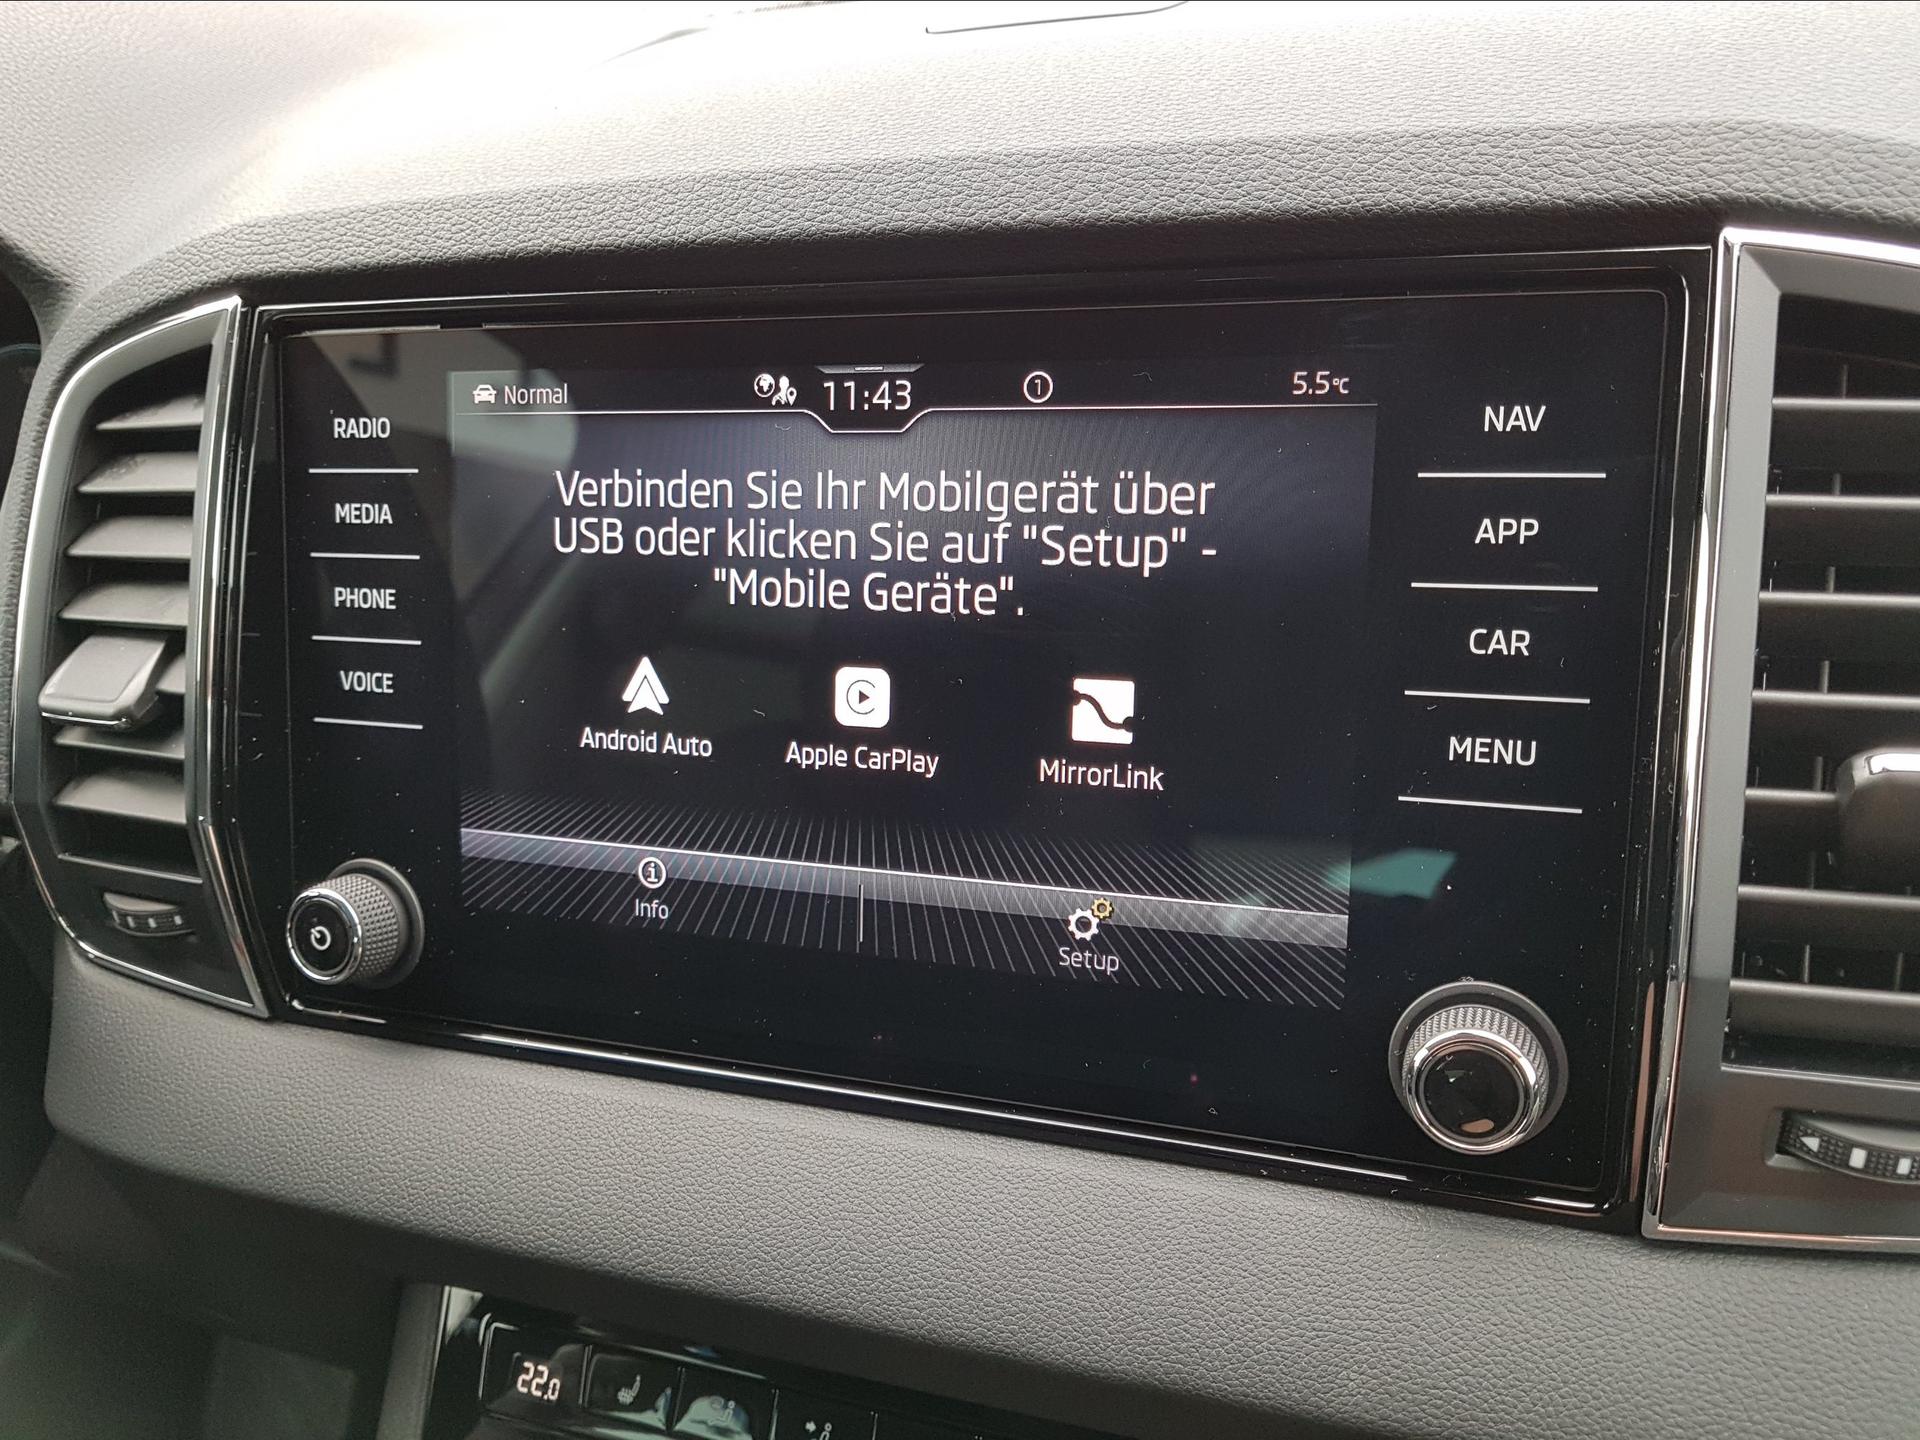 Normal
11:43
1
5.5°C
RADIO
MEDIA
PHONE
VOICE
Verbinden Sie Ihr Mobilgerät über
USB oder klicken Sie auf "Setup" -
"Mobile Geräte".
Android Auto
Apple CarPlay
MirrorLink
Info
Setup
NAV
APP
CAR
MENU
22.0